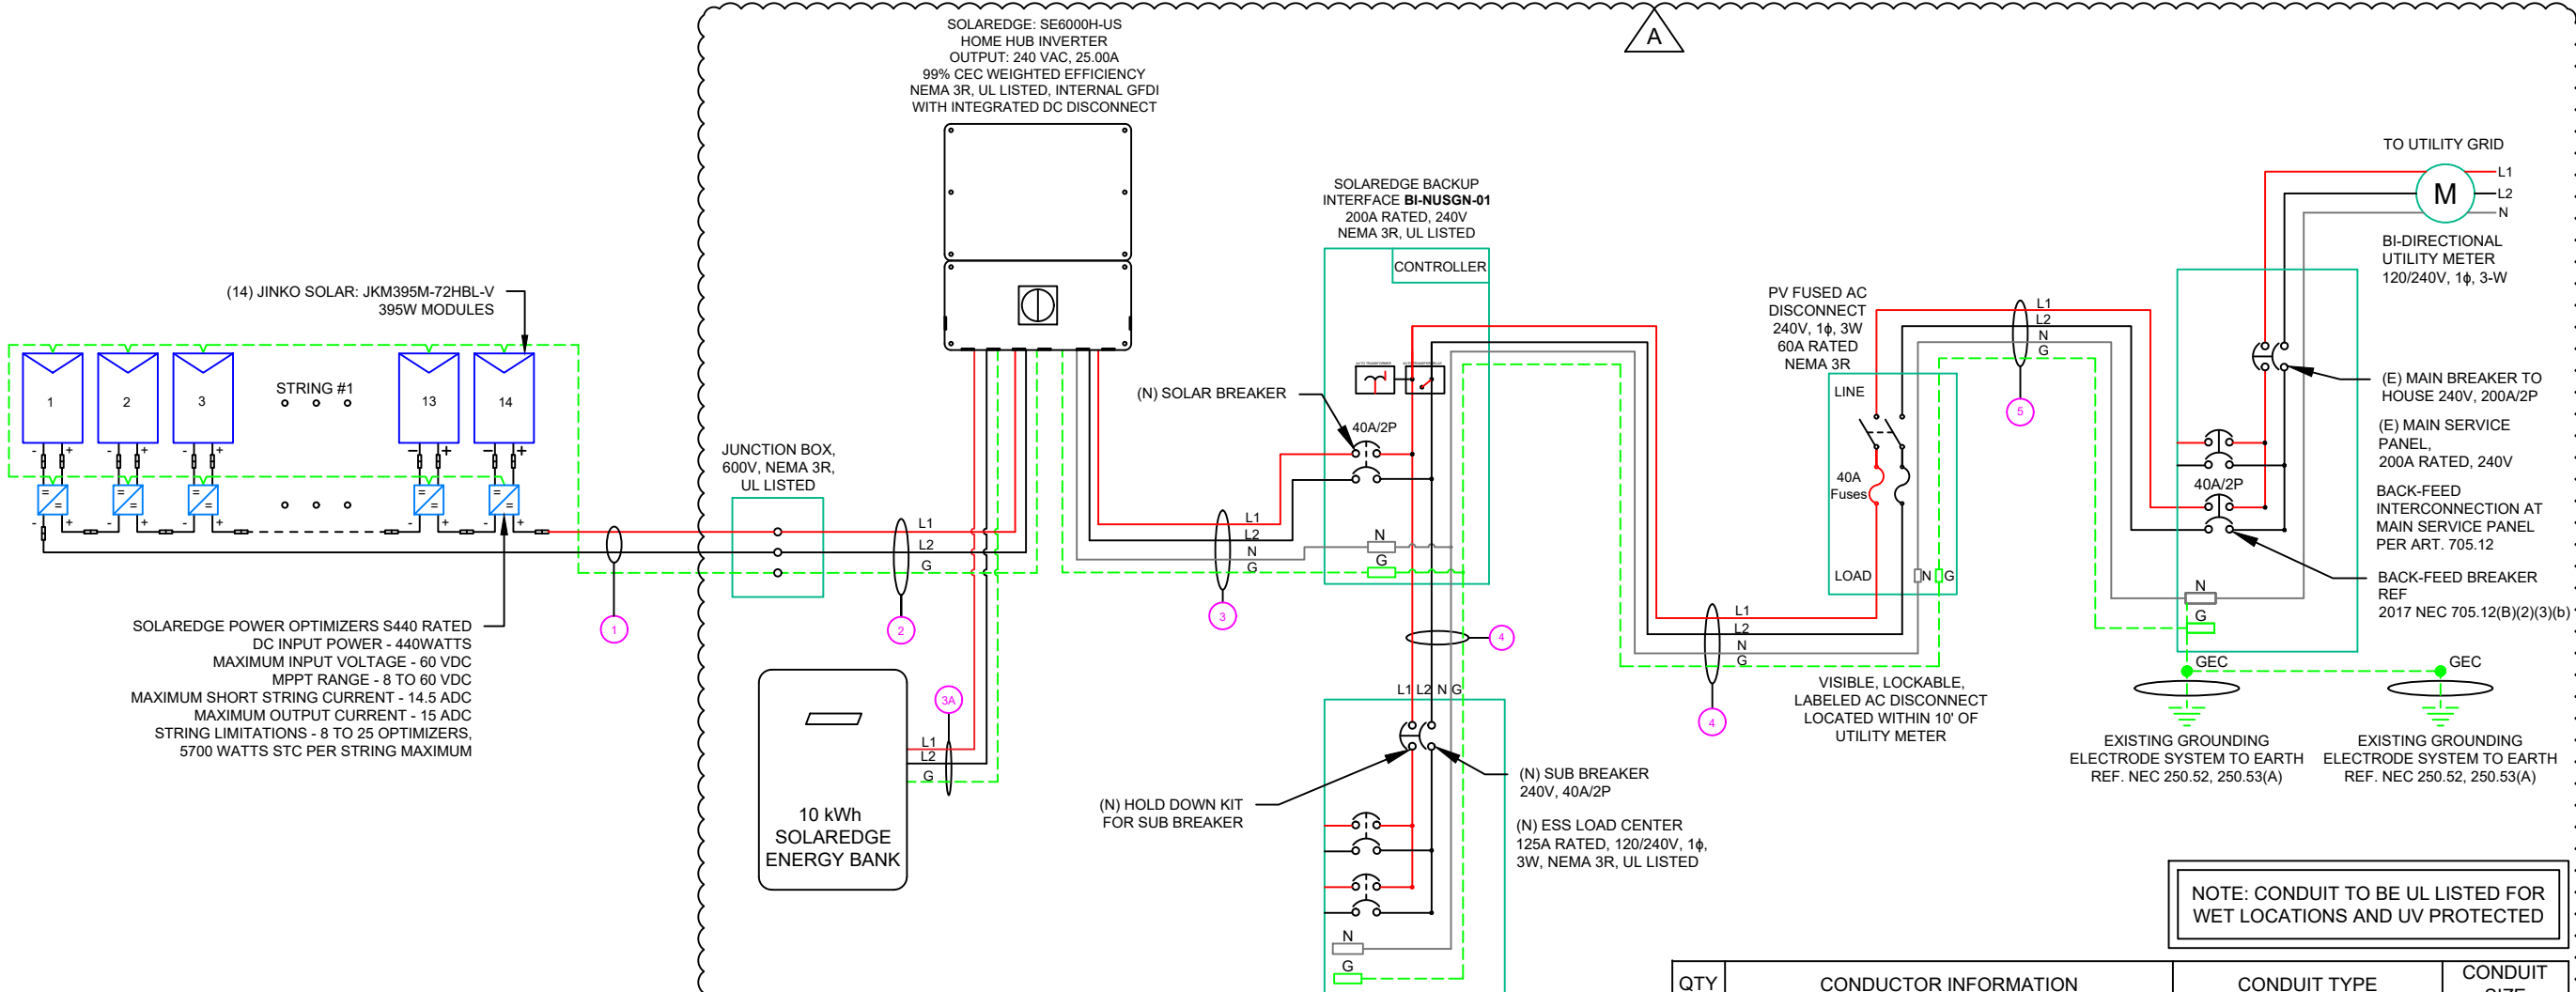 SOLAREDGE: SE6000H-US
HOME HUB INVERTER
OUTPUT: 240 VAC, 25.00A
99% CEC WEIGHTED EFFICIENCY
NEMA 3R, UL LISTED, INTERNAL GFDI
WITH INTEGRATED DC DISCONNECT
A
TO UTILITY GRID
L1
L2
N
M
BI-DIRECTIONAL
UTILITY METER
120/240V, 1ϕ, 3-W
SOLAREDGE BACKUP
INTERFACE BI-NUSGN-01
200A RATED, 240V
NEMA 3R, UL LISTED
CONTROLLER
(14) JINKO SOLAR: JKM395M-72HBL-V
395W MODULES
1
2
3
STRING #1
13
14
- + - + - + - + - +
= = = = = = = = = =
- + - + - + - + - +
SOLAREDGE POWER OPTIMIZERS S440 RATED
DC INPUT POWER - 440WATTS
MAXIMUM INPUT VOLTAGE - 60 VDC
MPPT RANGE - 8 TO 60 VDC
MAXIMUM SHORT STRING CURRENT - 14.5 ADC
MAXIMUM OUTPUT CURRENT - 15 ADC
STRING LIMITATIONS - 8 TO 25 OPTIMIZERS,
5700 WATTS STC PER STRING MAXIMUM
1
JUNCTION BOX,
600V, NEMA 3R,
UL LISTED
L1
L2
G
2
10 kWh
SOLAREDGE
ENERGY BANK
3A
L1
L2
G
(N) SOLAR BREAKER
40A/2P
L1
L2
N
G
3
N
G
4
L1 L2 N G
(N) HOLD DOWN KIT
FOR SUB BREAKER
(N) SUB BREAKER
240V, 40A/2P
(N) ESS LOAD CENTER
125A RATED, 120/240V, 1ϕ,
3W, NEMA 3R, UL LISTED
N
G
L1
L2
N
G
4
PV FUSED AC
DISCONNECT
240V, 1ϕ, 3W
60A RATED
NEMA 3R
LINE
40A
Fuses
LOAD
N G
VISIBLE, LOCKABLE,
LABELED AC DISCONNECT
LOCATED WITHIN 10' OF
UTILITY METER
L1
L2
N
G
5
40A/2P
N
G
(E) MAIN BREAKER TO
HOUSE 240V, 200A/2P
(E) MAIN SERVICE
PANEL,
200A RATED, 240V
BACK-FEED
INTERCONNECTION AT
MAIN SERVICE PANEL
PER ART. 705.12
BACK-FEED BREAKER
REF
2017 NEC 705.12(B)(2)(3)(b)
GEC
GEC
EXISTING GROUNDING
ELECTRODE SYSTEM TO EARTH
REF. NEC 250.52, 250.53(A)
EXISTING GROUNDING
ELECTRODE SYSTEM TO EARTH
REF. NEC 250.52, 250.53(A)
NOTE: CONDUIT TO BE UL LISTED FOR
WET LOCATIONS AND UV PROTECTED
QTY
CONDUCTOR INFORMATION
CONDUIT TYPE
CONDUIT
SIZE